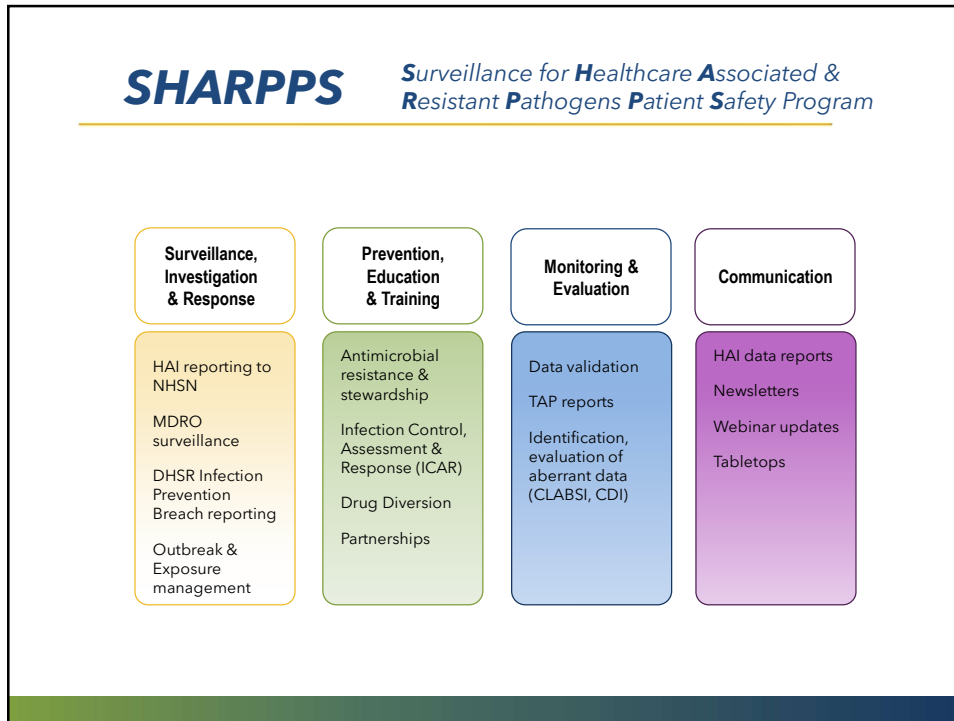 SHARPPS
Surveillance for Healthcare Associated &
Resistant Pathogens Patient Safety Program
Surveillance,
Investigation
& Response
HAI reporting to
NHSN
MDRO
surveillance
DHSR Infection
Prevention
Breach reporting
Outbreak &
Exposure
management
Prevention,
Education
& Training
Antimicrobial
resistance &
stewardship
Infection Control,
Assessment &
Response (ICAR)
Drug Diversion
Partnerships
Monitoring &
Evaluation
Data validation
TAP reports
Identification,
evaluation of
aberrant data
(CLABSI, CDI)
Communication
HAI data reports
Newsletters
Webinar updates
Tabletops